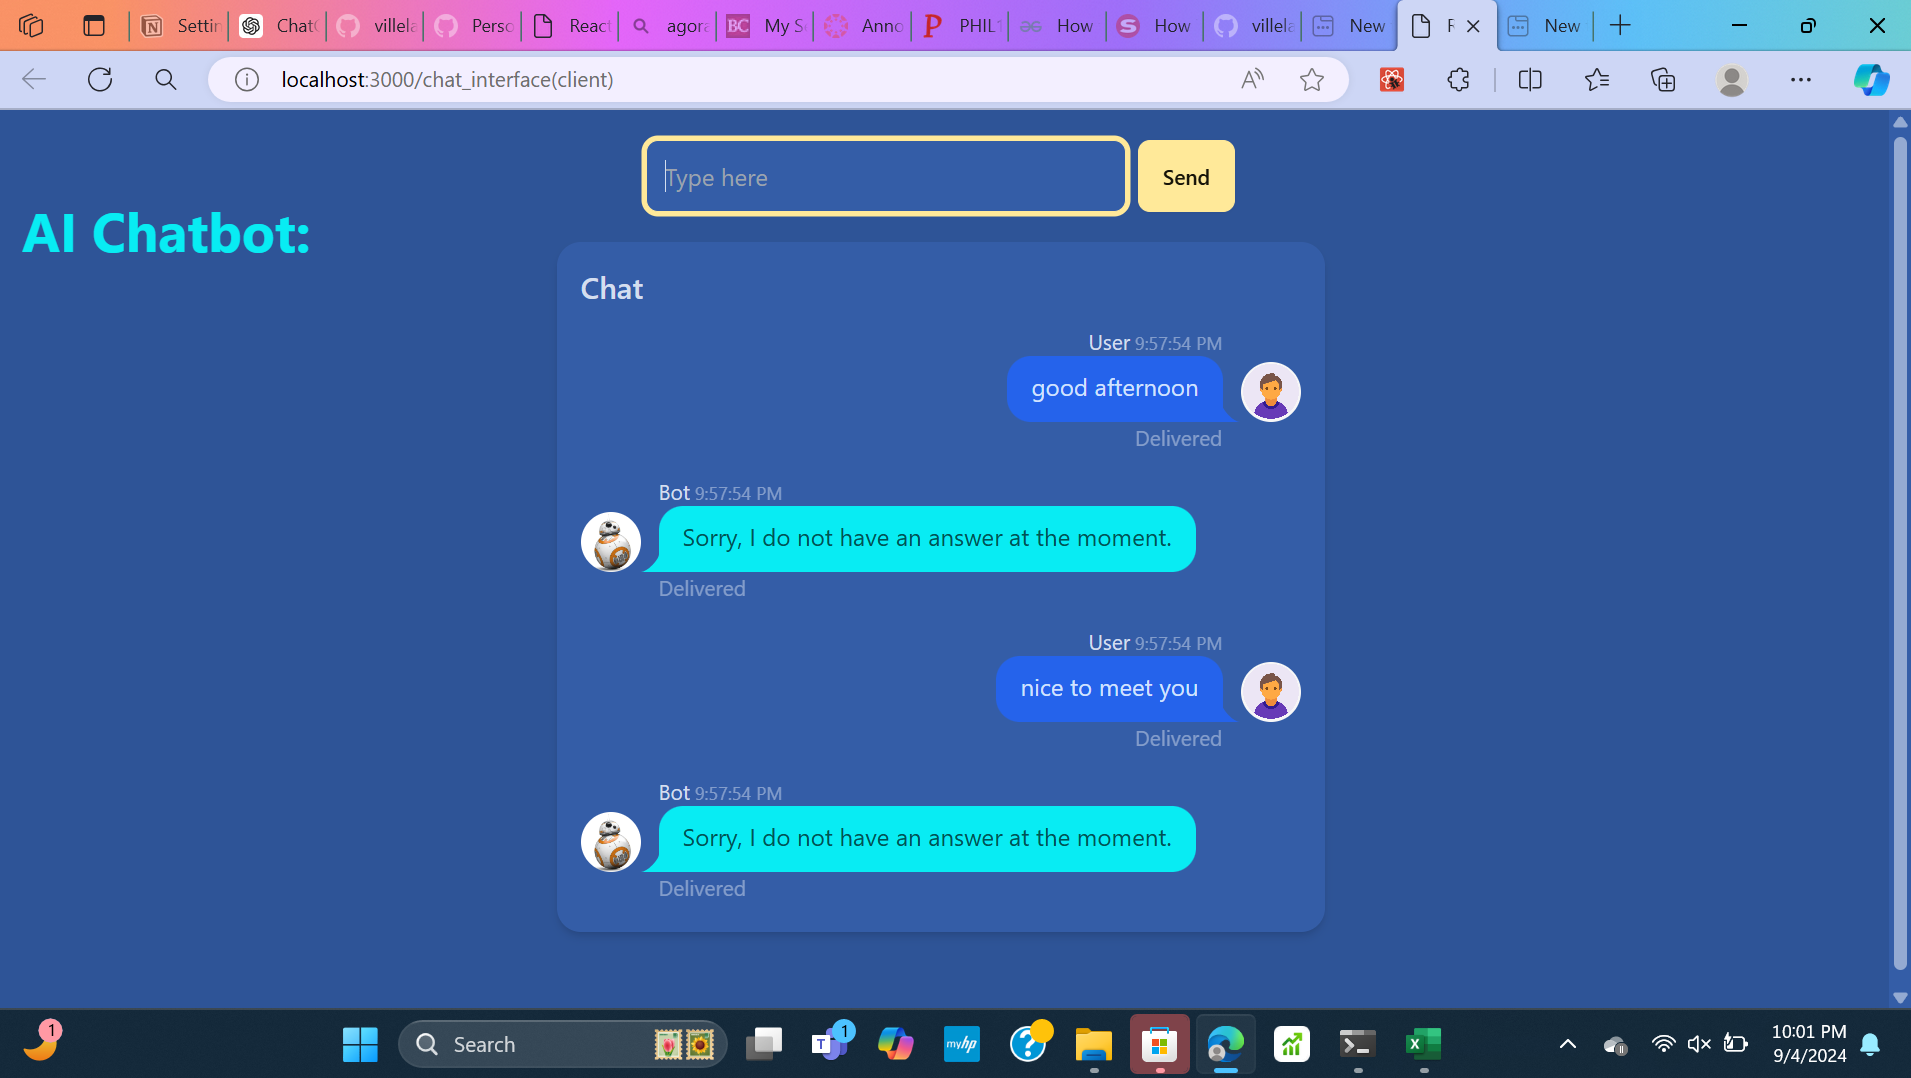 Settin
ChatG
villela
Perso
React
agora
BC
My S
Anno
PHIL1
How
S
How
villela
New
New
localhost:3000/chat_interface(client)
Type here
Send
AI Chatbot:
Chat
User 9:57:54 PM
good afternoon
Delivered
Bot 9:57:54 PM
Sorry, I do not have an answer at the moment.
Delivered
User 9:57:54 PM
nice to meet you
Delivered
Bot 9:57:54 PM
Sorry, I do not have an answer at the moment.
Delivered
1
Search
T
1
myhp
?
X
10:01 PM
9/4/2024